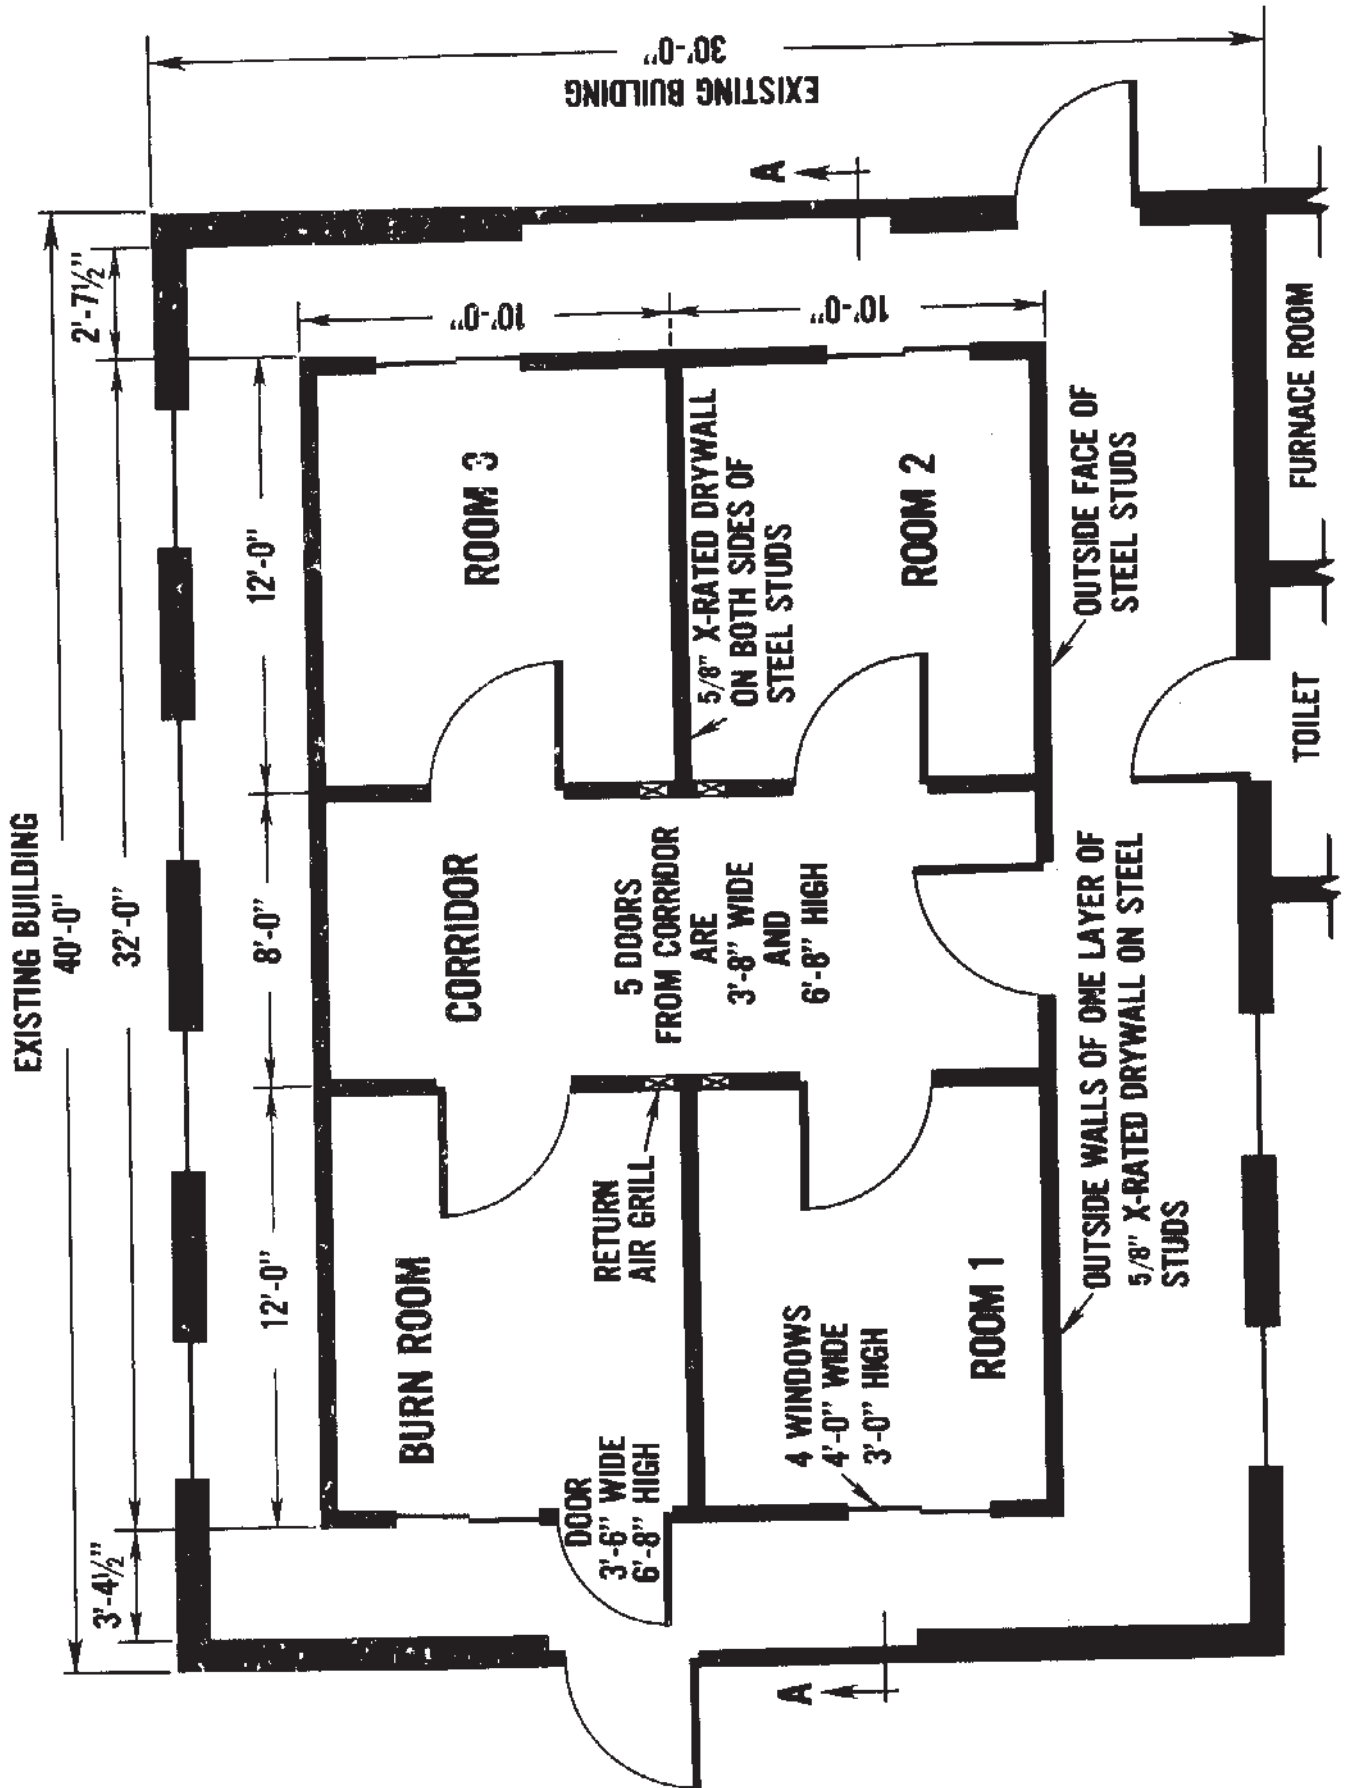 EXISTING BUILDING
40'-0"
32'-0"
3'-4½"
2'-7½"
12'-0"
8'-0"
12'-0"
EXISTING BUILDING
30'-0"
BURN ROOM
CORRIDOR
ROOM 3
10'-0"
DOOR
3'-6" WIDE
6'-8" HIGH
RETURN
AIR GRILL
5 DOORS
FROM CORRIDOR
ARE
3'-8" WIDE
AND
6'-8" HIGH
5/8" X-RATED DRYWALL
ON BOTH SIDES OF
STEEL STUDS
A
A
4 WINDOWS
4'-0" WIDE
3'-0" HIGH
ROOM 1
ROOM 2
10'-0"
OUTSIDE WALLS OF ONE LAYER OF
5/8" X-RATED DRYWALL ON STEEL
STUDS
OUTSIDE FACE OF
STEEL STUDS
TOILET
FURNACE ROOM